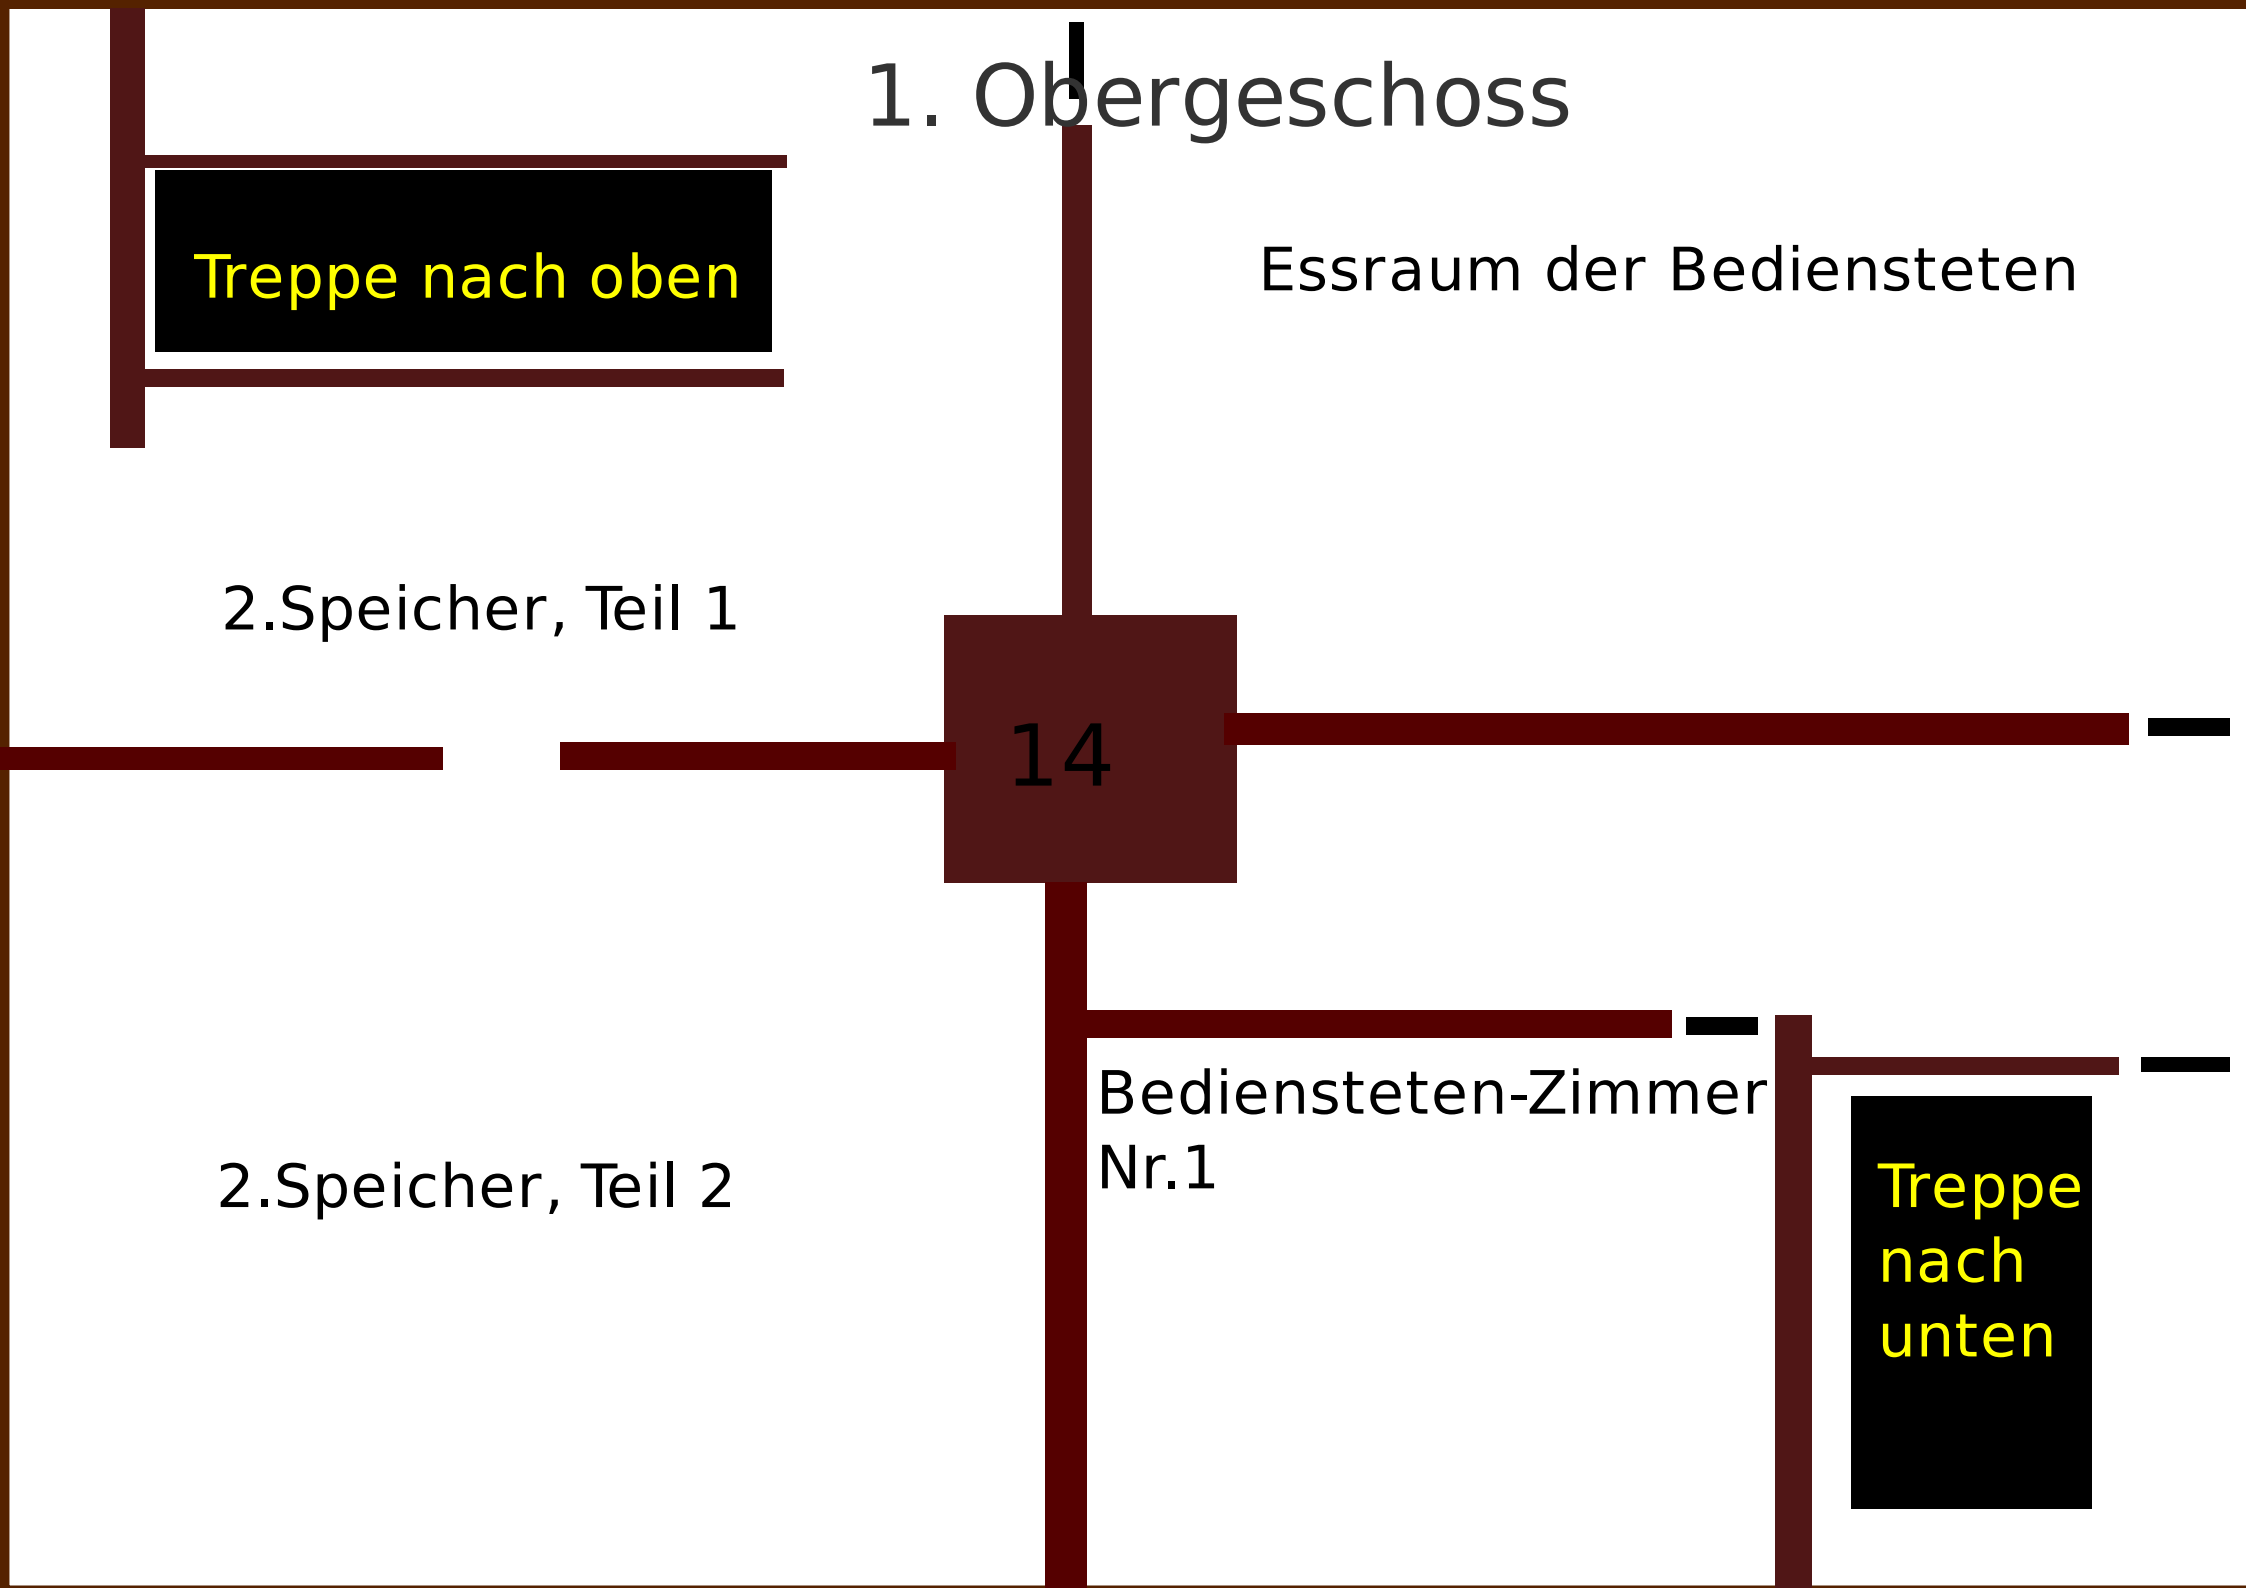 1. Obergeschoss
Treppe nach oben
Essraum der Bediensteten
2.Speicher, Teil 1
14
Bediensteten-Zimmer
Nr.1
2.Speicher, Teil 2
Treppe
nach
unten